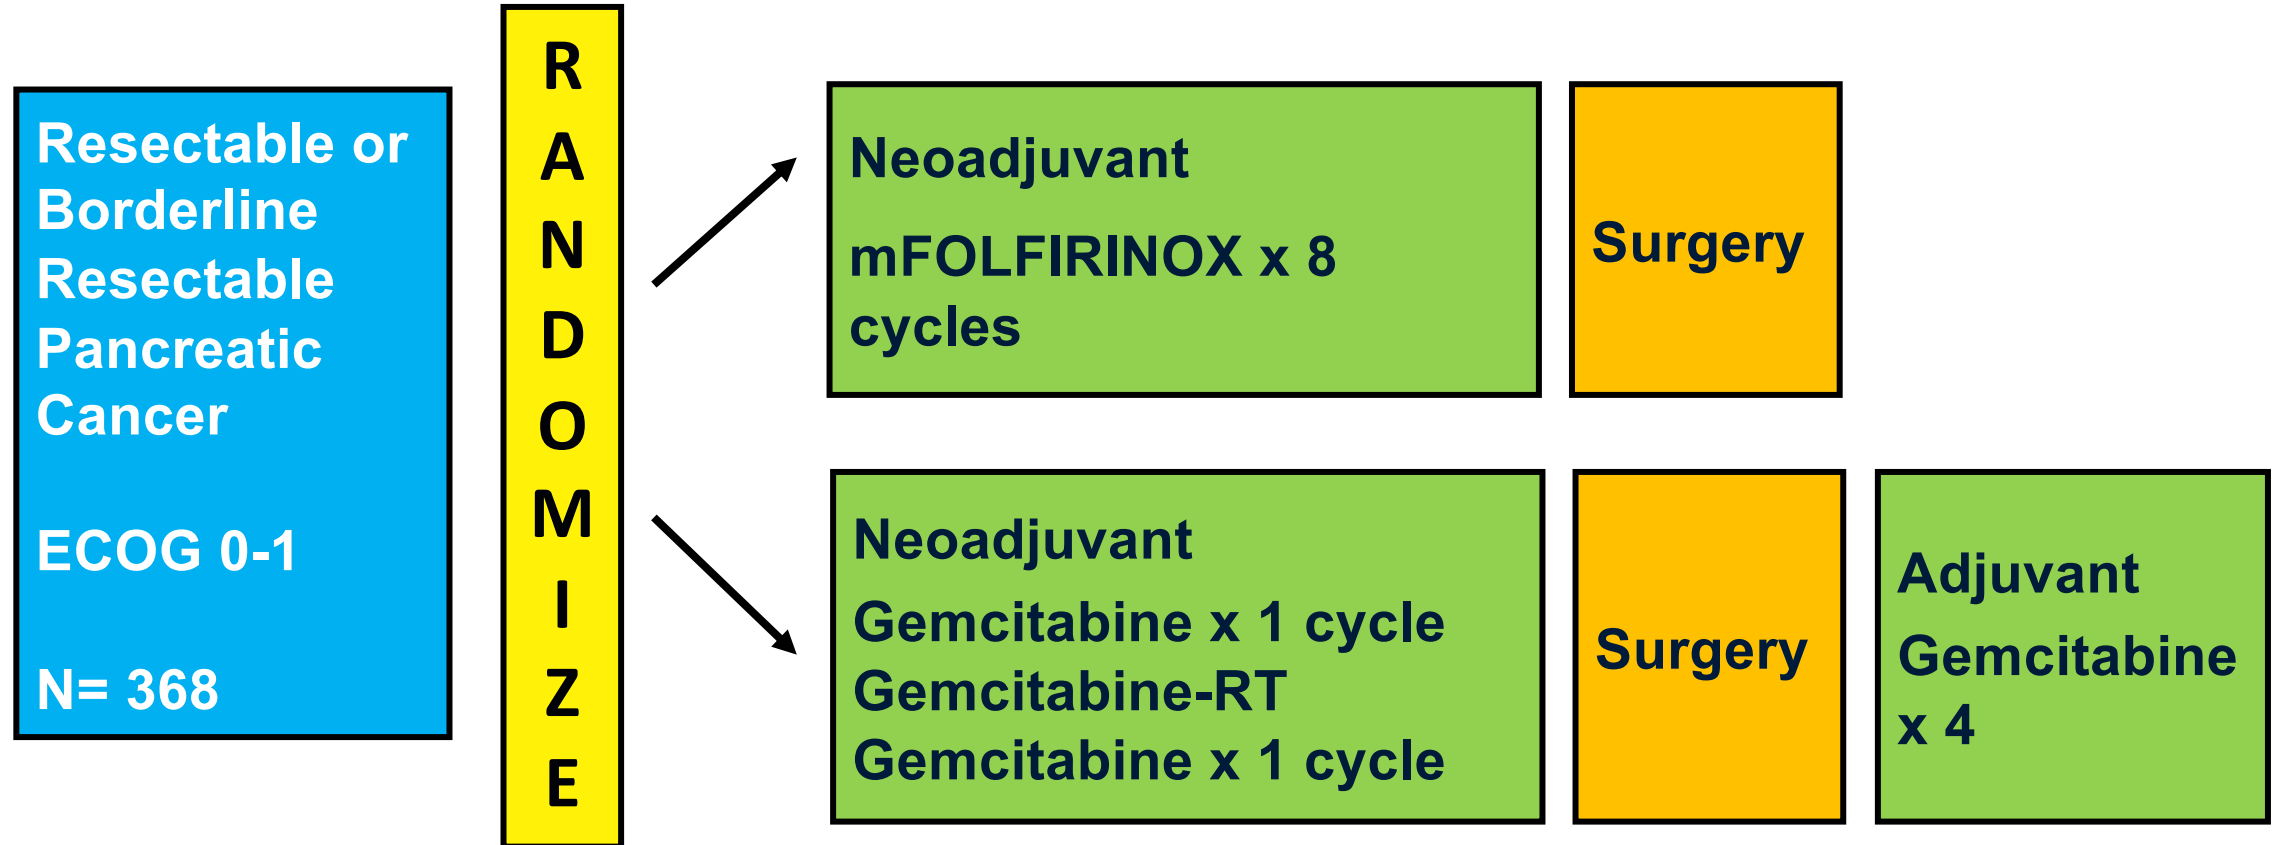 Resectable or
Borderline
Resectable
Pancreatic
Cancer
ECOG 0-1
N= 368
R
A
N
D
O
M
I
Z
E
Neoadjuvant
mFOLFIRINOX x 8
cycles
Surgery
Neoadjuvant
Gemcitabine x 1 cycle
Gemcitabine-RT
Gemcitabine x 1 cycle
Surgery
Adjuvant
Gemcitabine
x 4